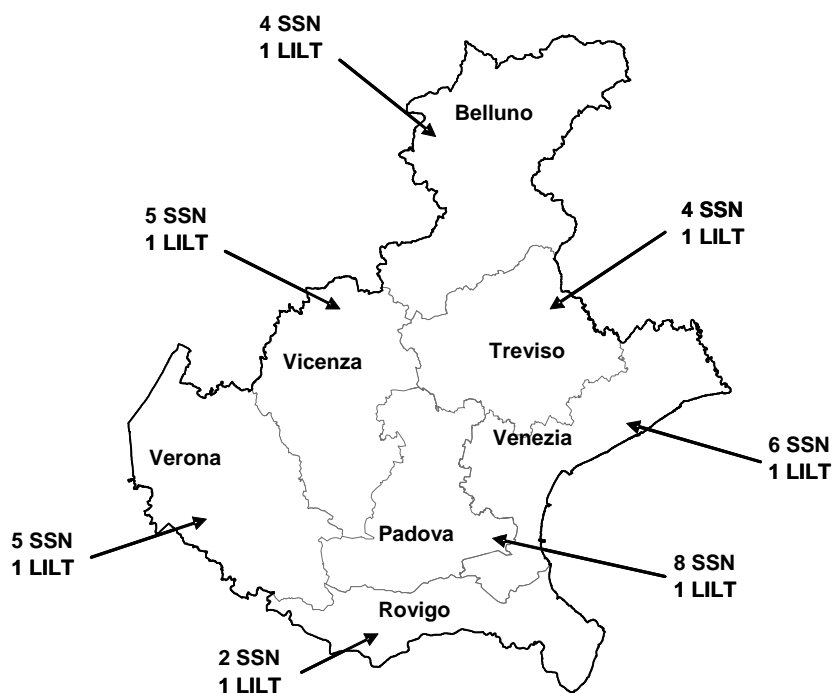 4 SSN
1 LILT
Belluno
5 SSN
1 LILT
4 SSN
1 LILT
Vicenza
Treviso
Verona
Venezia
6 SSN
1 LILT
5 SSN
1 LILT
Padova
8 SSN
1 LILT
Rovigo
2 SSN
1 LILT